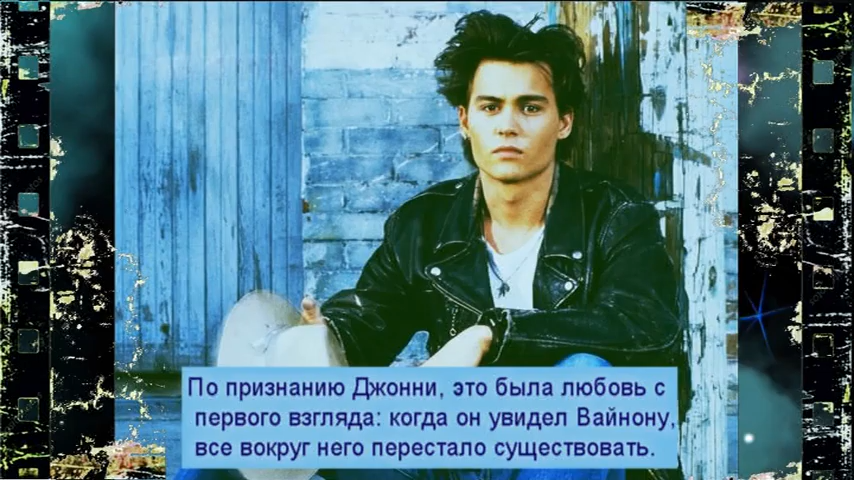 По признанию Джонни, это была любовь с
первого взгляда: когда он увидел Вайнону,
все вокруг него перестало существовать.